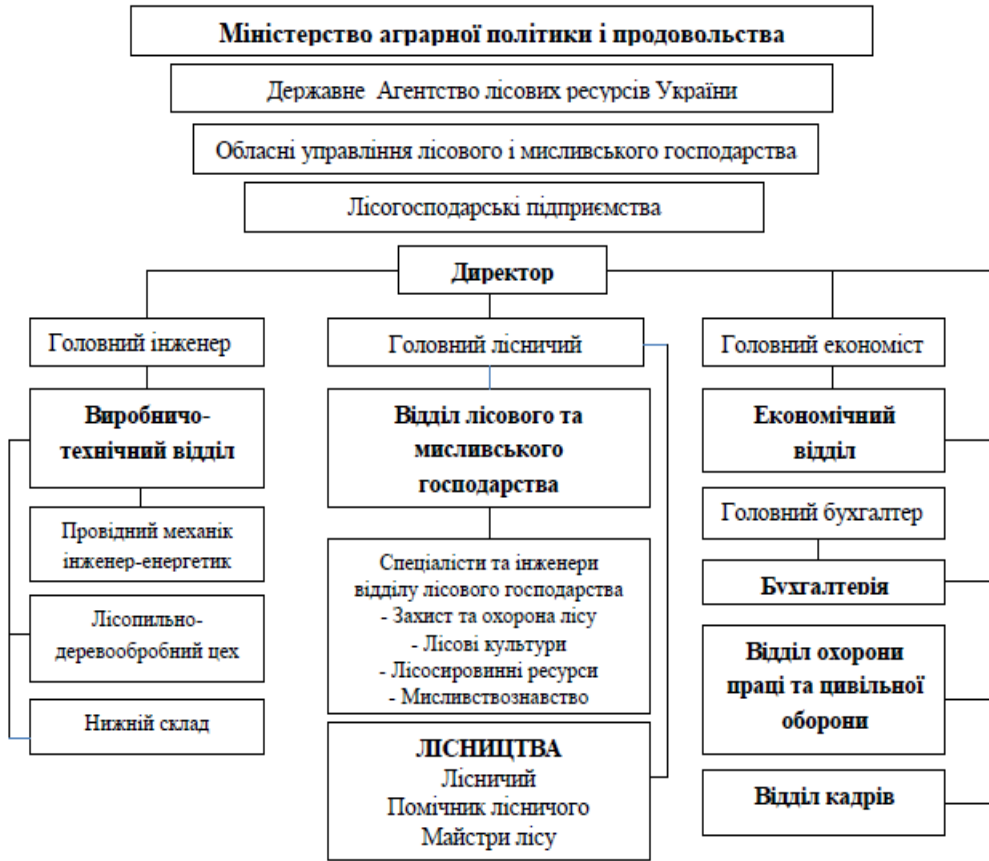 Міністерство аграрної політики і продовольства
Державне Агентство лісових ресурсів України
Обласні управління лісового і мисливського господарства
Лісогосподарські підприємства
Директор
Головний інженер
Головний лісничий
Головний економіст
Виробничо-
технічний відділ
Відділ лісового та
мисливського
господарства
Економічний
відділ
Провідний механік
інженер-енергетик
Лісопильно-
деревообробний цех
Нижній склад
Спеціалісти та інженери
відділу лісового господарства
- Захист та охорона лісу
- Лісові культури
- Лісосировинні ресурси
- Мисливствознавство
ЛІСНИЦТВА
Лісничий
Помічник лісничого
Майстри лісу
Головний бухгалтер
Бухгалтерія
Відділ охорони
праці та цивільної
оборони
Відділ кадрів